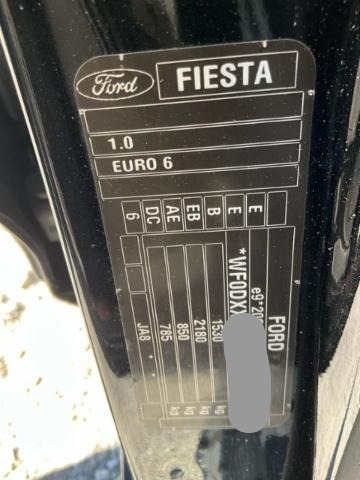 Ford
FIESTA
1.0
EURO 6
E
E
B
EB
AE
DC
6
FORD
e9*20
*WF0DXX
1530 kg
2180 kg
850 kg
785 kg
JA8